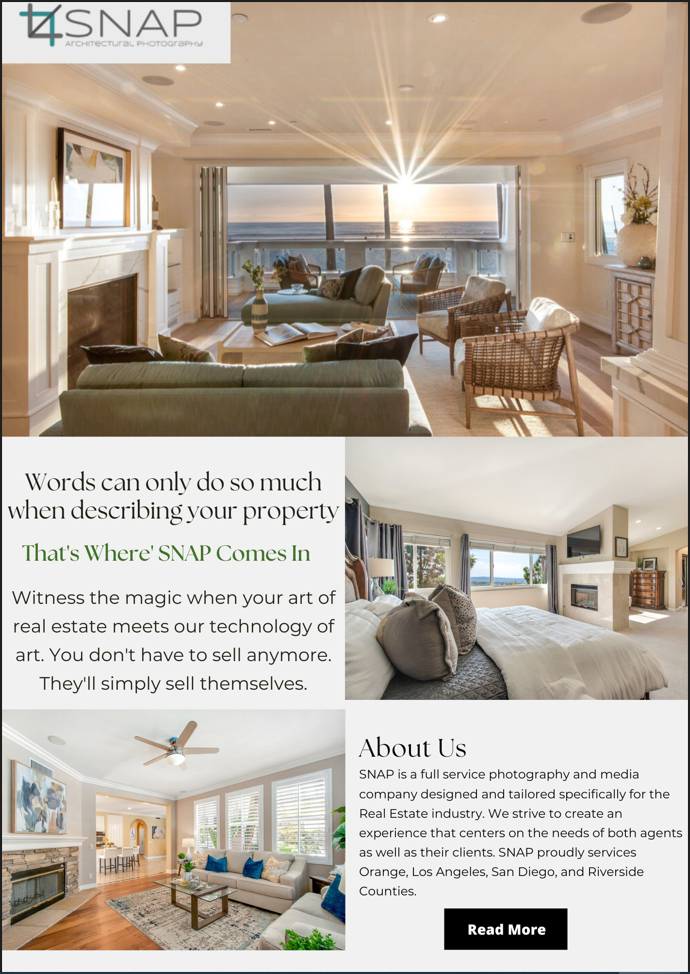 SNAP
ARCHITECTURAL PHOTOGRAPHY
Words can only do so much
when describing your property
That's Where' SNAP Comes In
Witness the magic when your art of
real estate meets our technology of
art. You don't have to sell anymore.
They'll simply sell themselves.
About Us
SNAP is a full service photography and media
company designed and tailored specifically for the
Real Estate industry. We strive to create an
experience that centers on the needs of both agents
as well as their clients. SNAP proudly services
Orange, Los Angeles, San Diego, and Riverside
Counties.
Read More